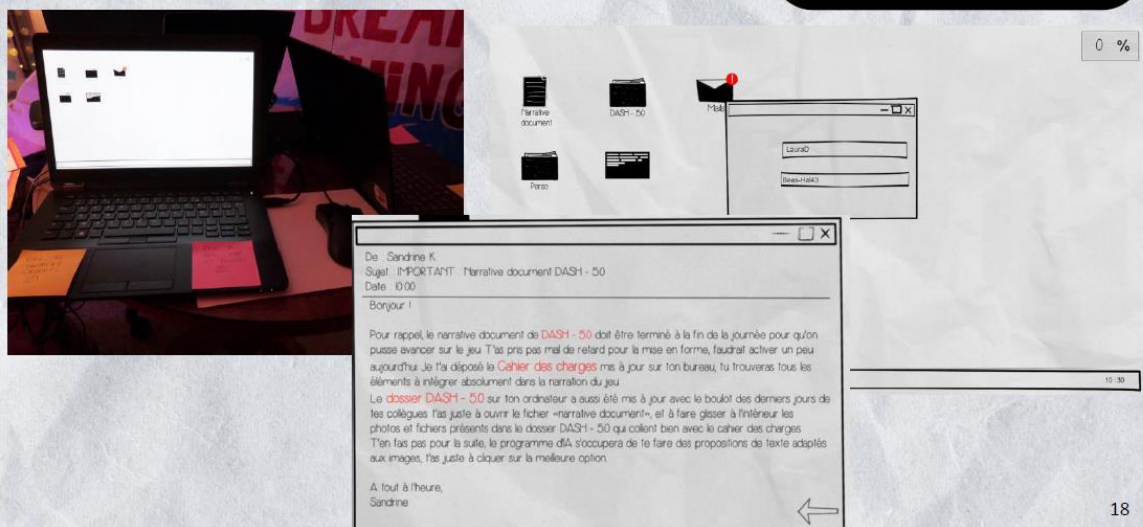 BREAK
0 %
Narrative
document
DASH - 50
Mails
Perso
LauraD
De : Sandrine K.
Sujet : IMPORTANT : Narrative document DASH - 50
Date : 10:00
Bonjour !
Pour rappel, le narrative document de DASH - 50 doit être terminé à la fin de la journée pour qu'on
puisse avancer sur le jeu. T'as pris pas mal de retard pour la mise en forme, faudrait activer un peu
aujourd'hui. Je t'ai déposé le Cahier des charges mis à jour sur ton bureau, tu trouveras tous les
éléments à intégrer absolument dans la narration du jeu.
Le dossier DASH - 50 sur ton ordinateur a aussi été mis à jour avec le boulot des derniers jours de
tes collègues t'as juste à ouvrir le fichier «narrative document», et à faire glisser à l'intérieur les
photos et fichiers présents dans le dossier DASH - 50 qui collent bien avec le cahier des charges.
T'en fais pas pour la suite, le programme d'IA s'occupera de te faire des propositions de texte adaptés
aux images, t'as juste à cliquer sur la meilleure option.
A tout à l'heure,
Sandrine
10:30
18